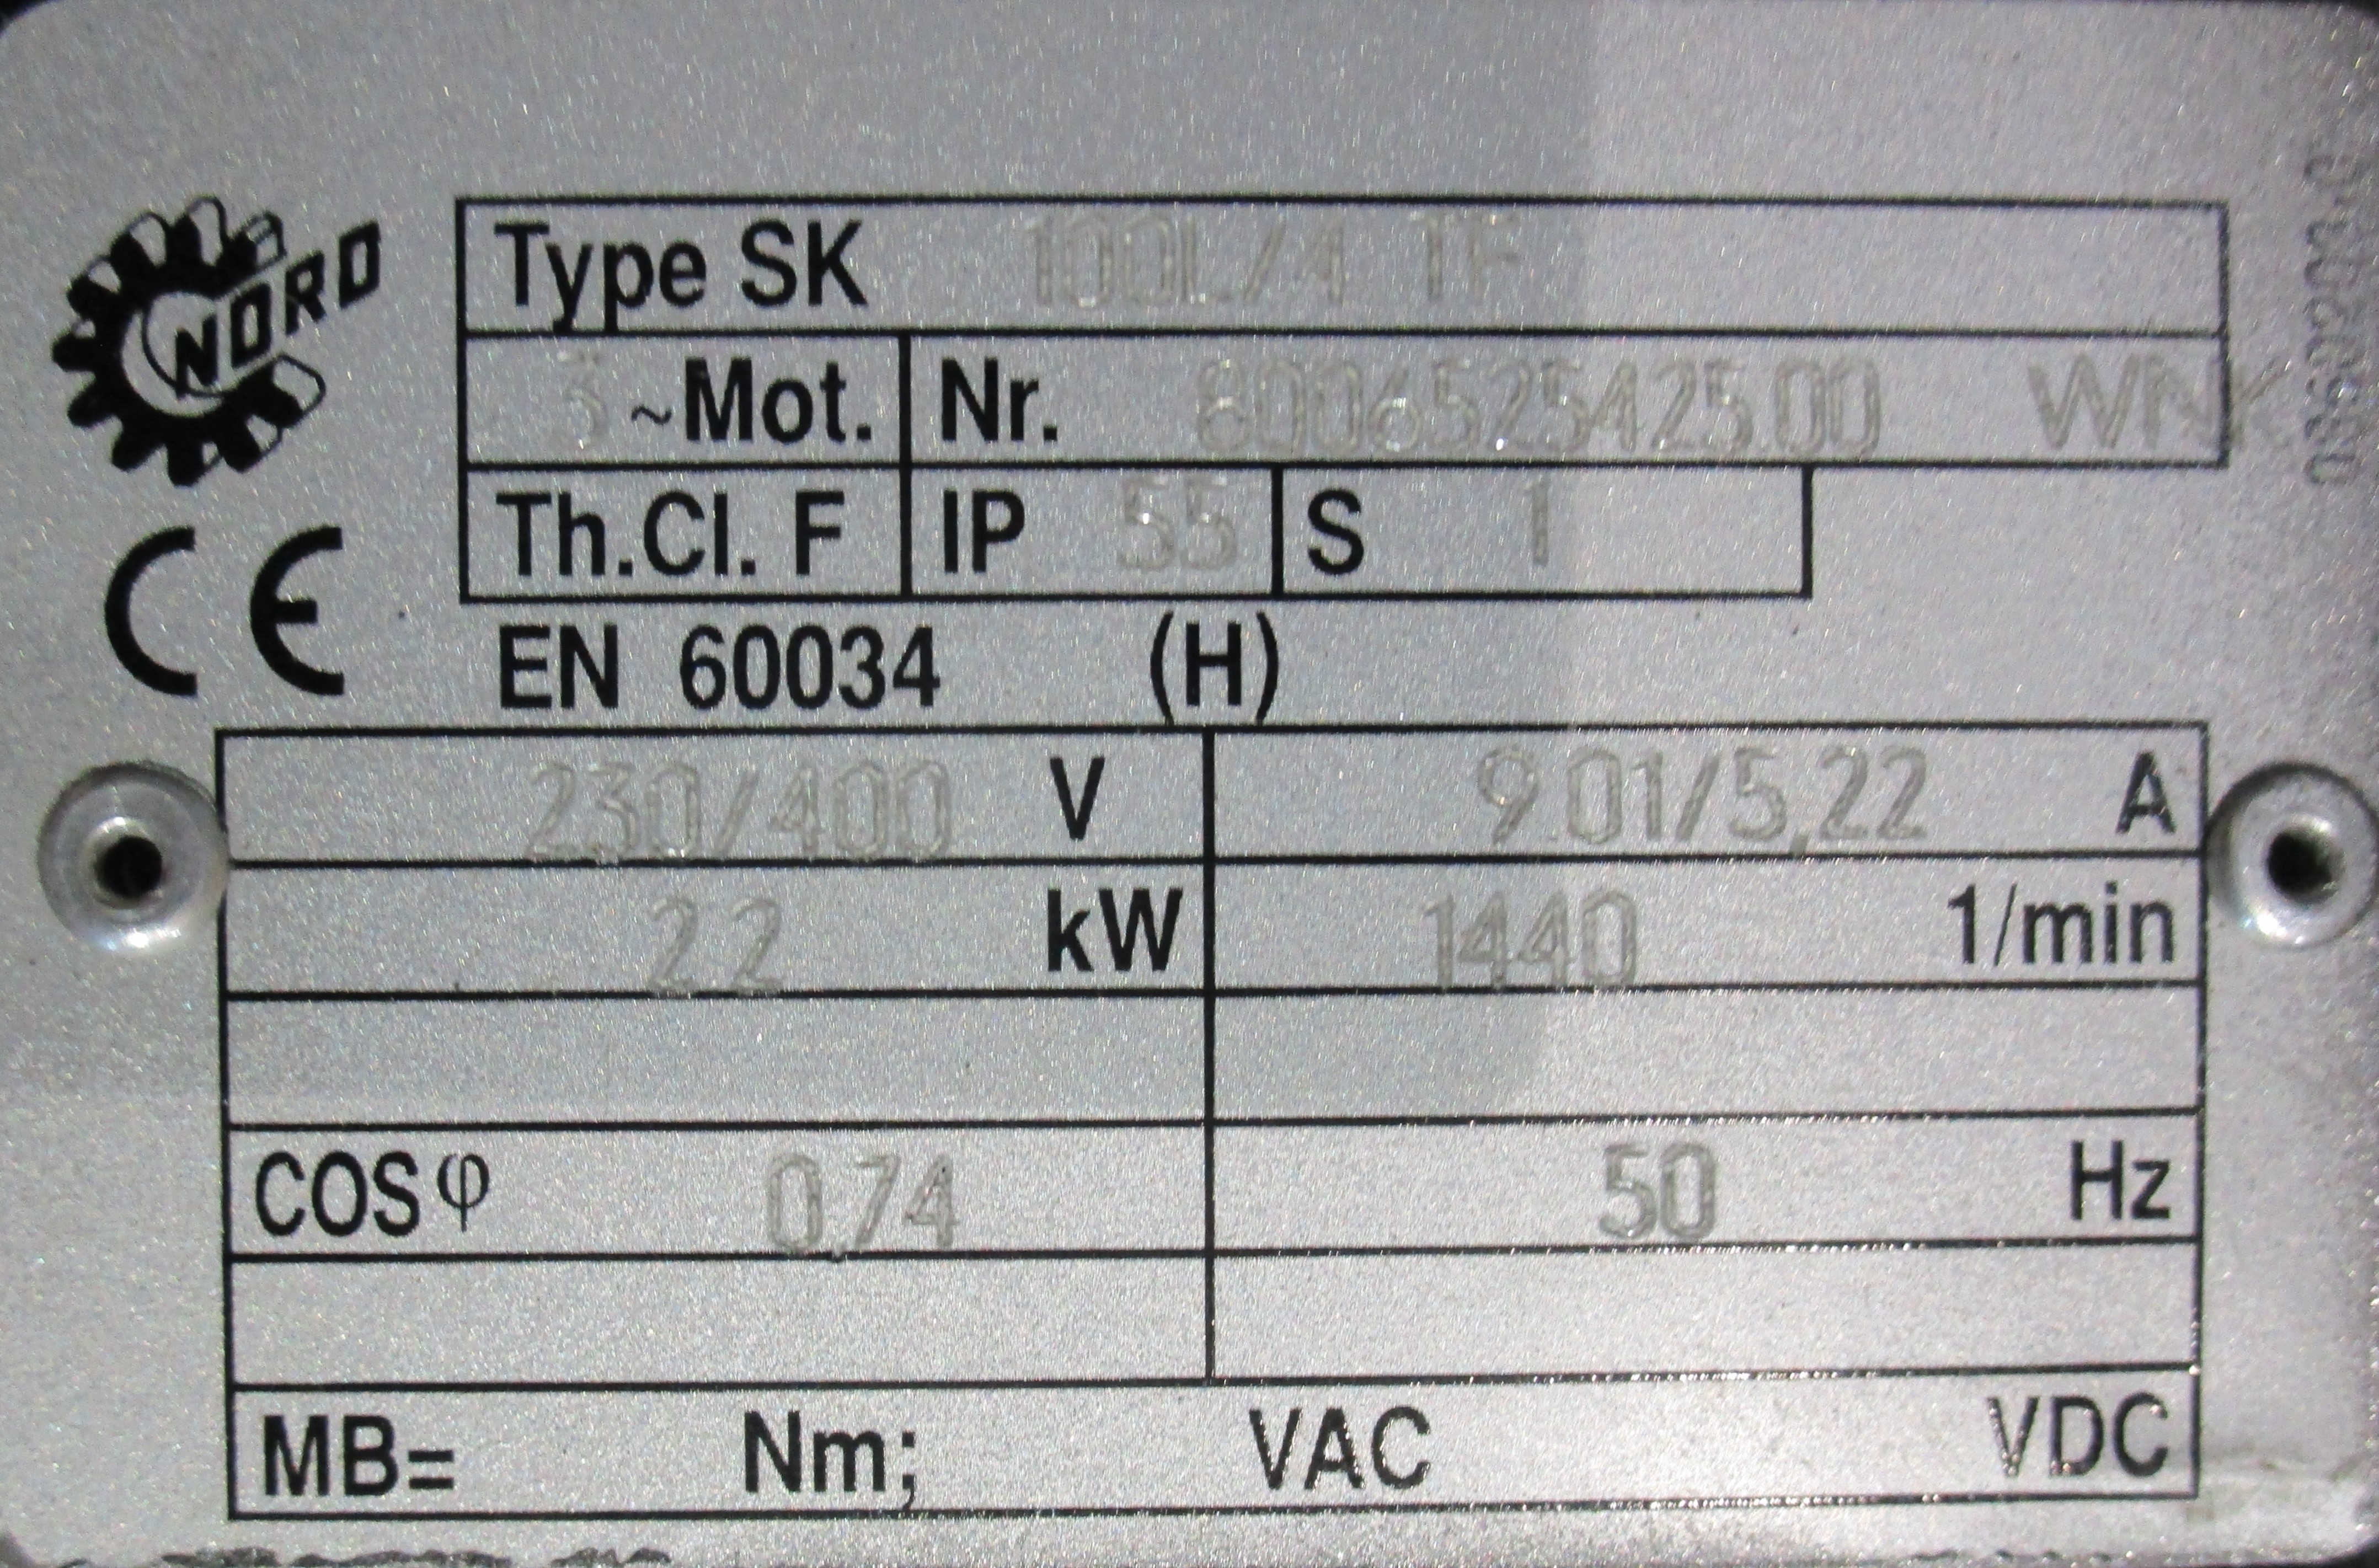 NORD
Type SK 100L/4 TF
3 ~Mot. Nr. 8006525425.00 WNK
Th.Cl. F IP 55 S 1
CE
EN 60034 (H)
230/400 V 9.01/5,22 A
2.2 kW 1440 1/min
COSφ 0,74 50 Hz
MB= Nm; VAC VDC